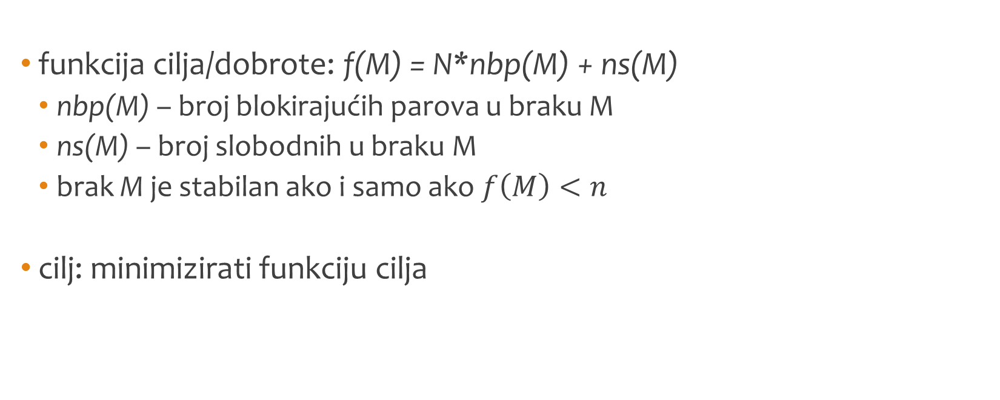 • funkcija cilja/dobrote: f(M) = N*nbp(M) + ns(M)
• nbp(M) – broj blokirajućih parova u braku M
• ns(M) – broj slobodnih u braku M
• brak M je stabilan ako i samo ako 𝑓(𝑀) < 𝑛
• cilj: minimizirati funkciju cilja